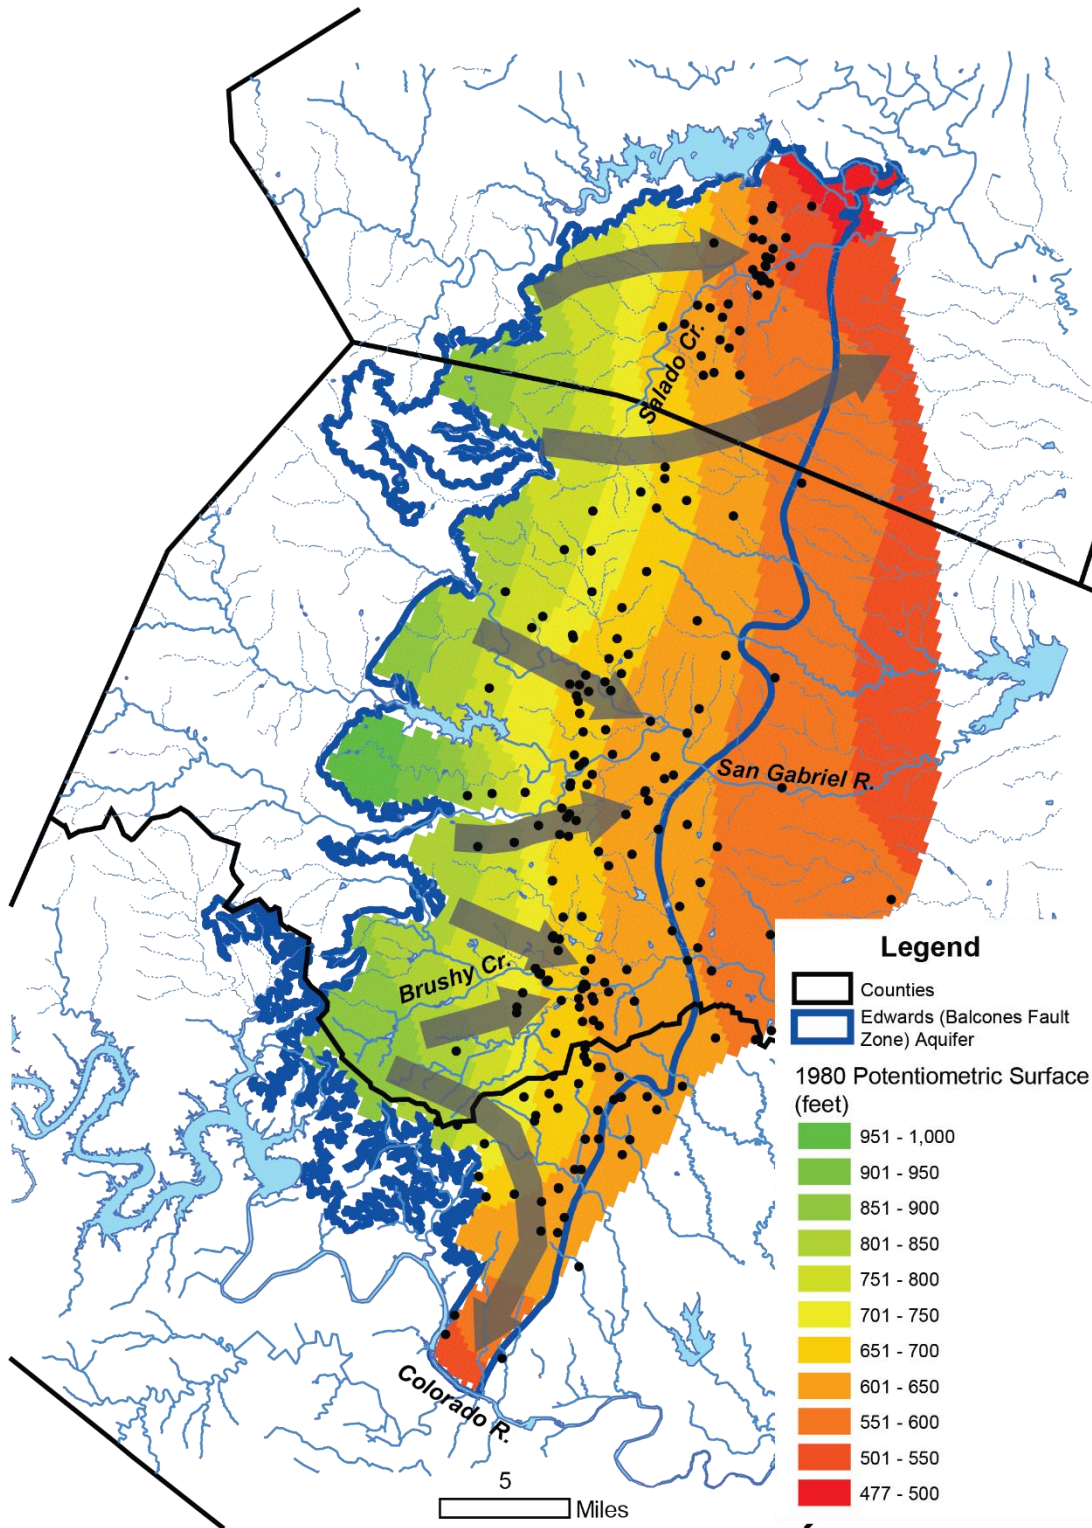 Salado Cr.
San Gabriel R.
Brushy Cr.
Colorado R.
5
Miles
Legend
Counties
Edwards (Balcones Fault
Zone) Aquifer
1980 Potentiometric Surface
(feet)
951 - 1,000
901 - 950
851 - 900
801 - 850
751 - 800
701 - 750
651 - 700
601 - 650
551 - 600
501 - 550
477 - 500